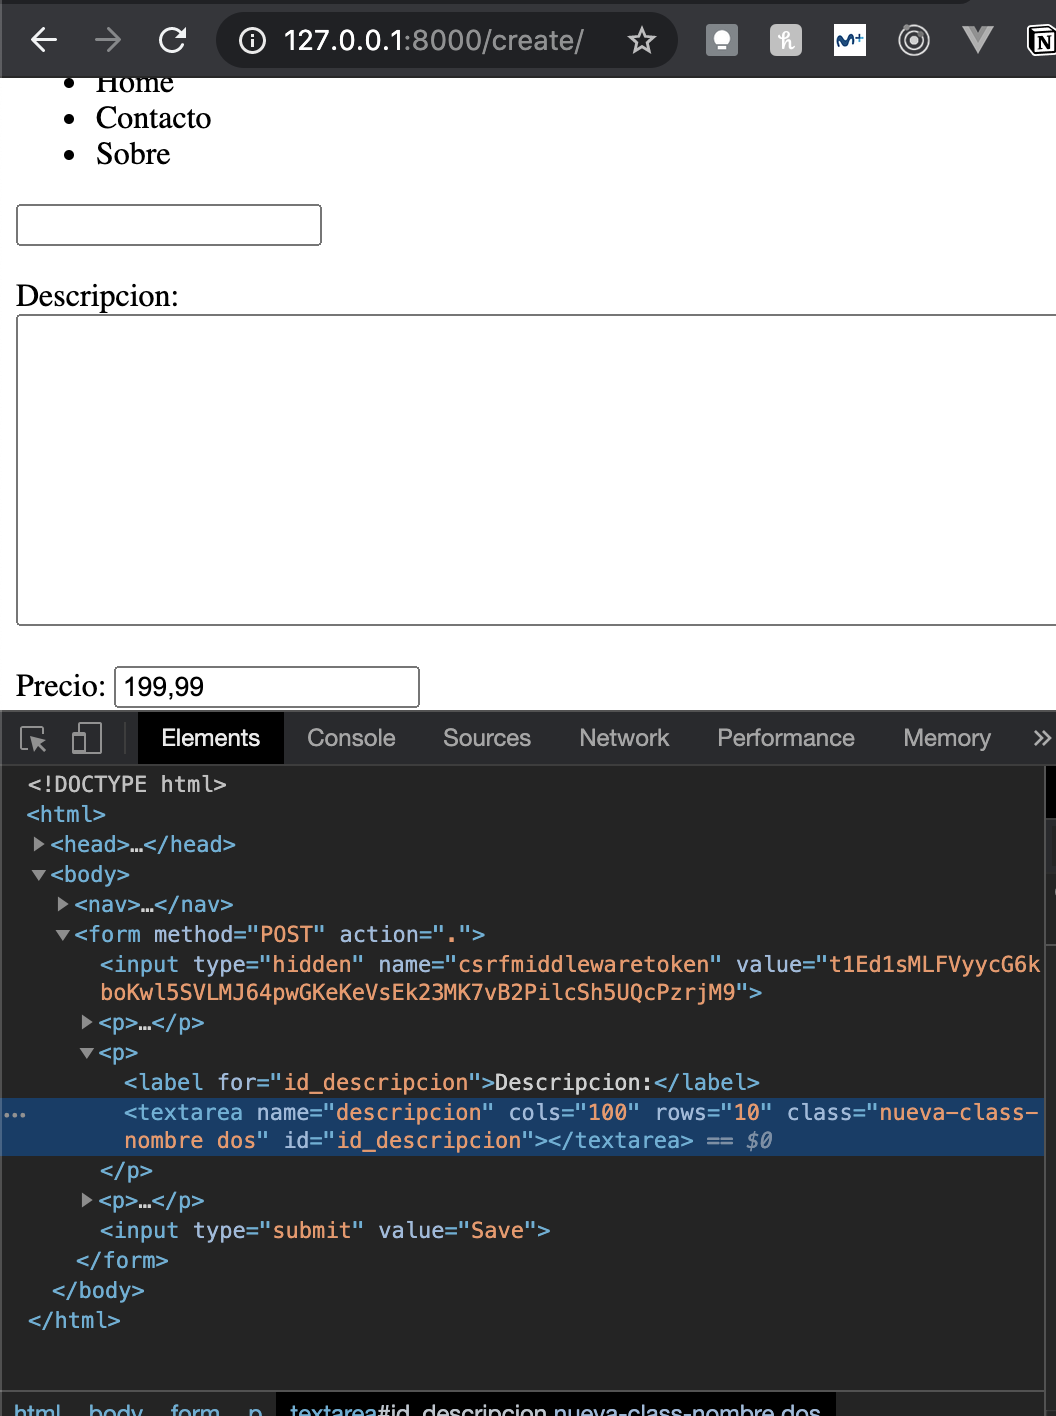 127.0.0.1:8000/create/
Home
Contacto
Sobre
Descripcion:
Precio: 199,99
Elements Console Sources Network Performance Memory »
<!DOCTYPE html>
<html>
<head>…</head>
<body>
<nav>…</nav>
<form method="POST" action=".">
<input type="hidden" name="csrfmiddlewaretoken" value="t1Ed1sMLFVyycG6k
boKwl5SVLMJ64pwGKeKeVsEk23MK7vB2PilcSh5UQcPzrjM9">
<p>…</p>
<p>
<label for="id_descripcion">Descripcion:</label>
<textarea name="descripcion" cols="100" rows="10" class="nueva-class-
nombre dos" id="id_descripcion"></textarea> == $0
</p>
<p>…</p>
<input type="submit" value="Save">
</form>
</body>
</html>
html body form p textarea#id_descripcion.nueva-class-nombre.dos